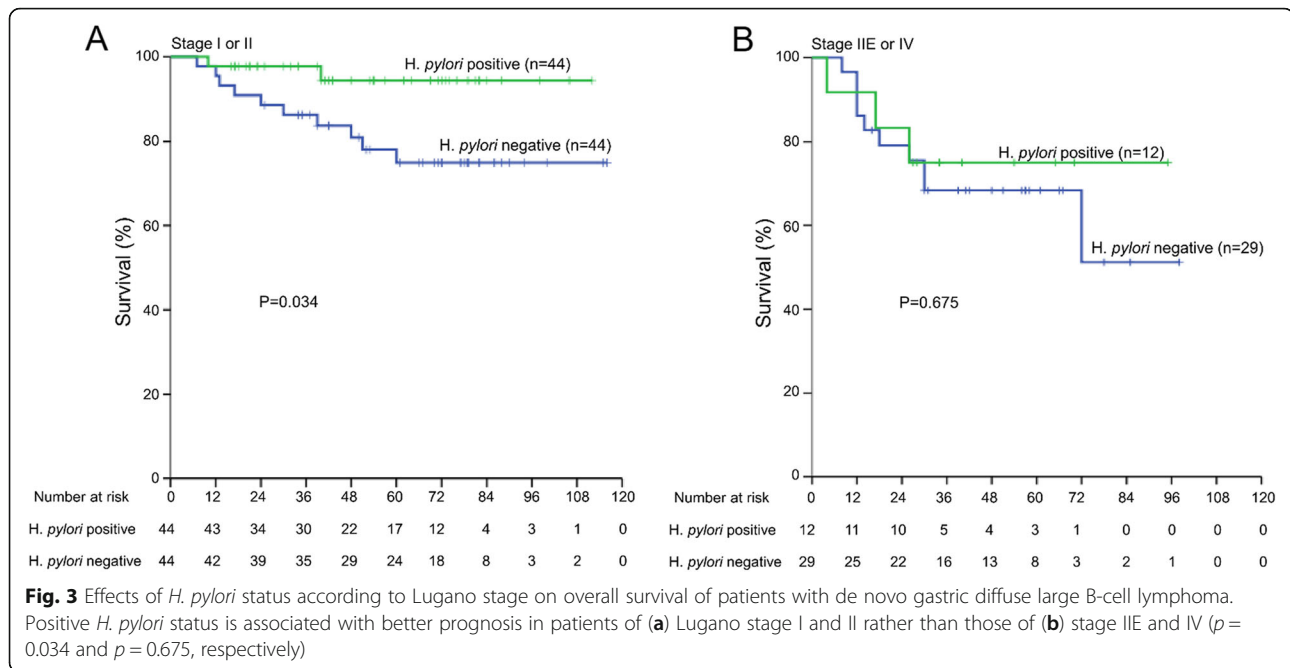 A
Stage I or II
H. pylori positive (n=44)
H. pylori negative (n=44)
P=0.034
Survival (%)
100
80
60
40
20
0
Number at risk 0 12 24 36 48 60 72 84 96 108 120
H. pylori positive 44 43 34 30 22 17 12 4 3 1 0
H. pylori negative 44 42 39 35 29 24 18 8 3 2 0
B
Stage IIE or IV
H. pylori positive (n=12)
H. pylori negative (n=29)
P=0.675
Survival (%)
100
80
60
40
20
0
Number at risk 0 12 24 36 48 60 72 84 96 108 120
H. pylori positive 12 11 10 5 4 3 1 0 0 0 0
H. pylori negative 29 25 22 16 13 8 3 2 1 0 0
Fig. 3 Effects of H. pylori status according to Lugano stage on overall survival of patients with de novo gastric diffuse large B-cell lymphoma.
Positive H. pylori status is associated with better prognosis in patients of (a) Lugano stage I and II rather than those of (b) stage IIE and IV (p =
0.034 and p = 0.675, respectively)